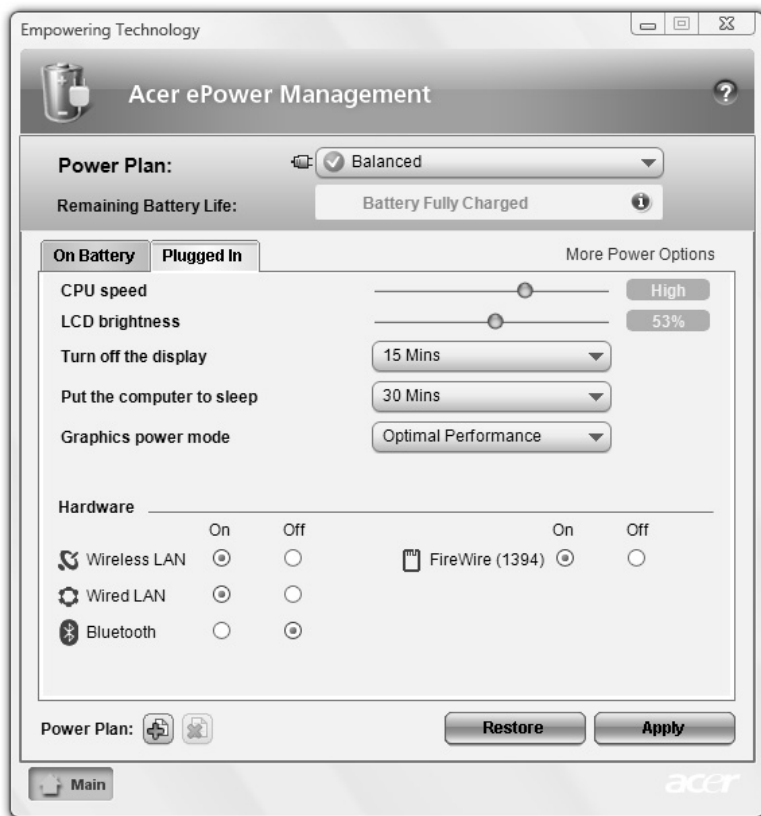 Empowering Technology
Acer ePower Management
?
Power Plan: Balanced
Remaining Battery Life: Battery Fully Charged i
On Battery Plugged In More Power Options
CPU speed High
LCD brightness 53%
Turn off the display 15 Mins
Put the computer to sleep 30 Mins
Graphics power mode Optimal Performance
Hardware
On Off On Off
Wireless LAN FireWire (1394)
Wired LAN
Bluetooth
Power Plan: Restore Apply
Main acer